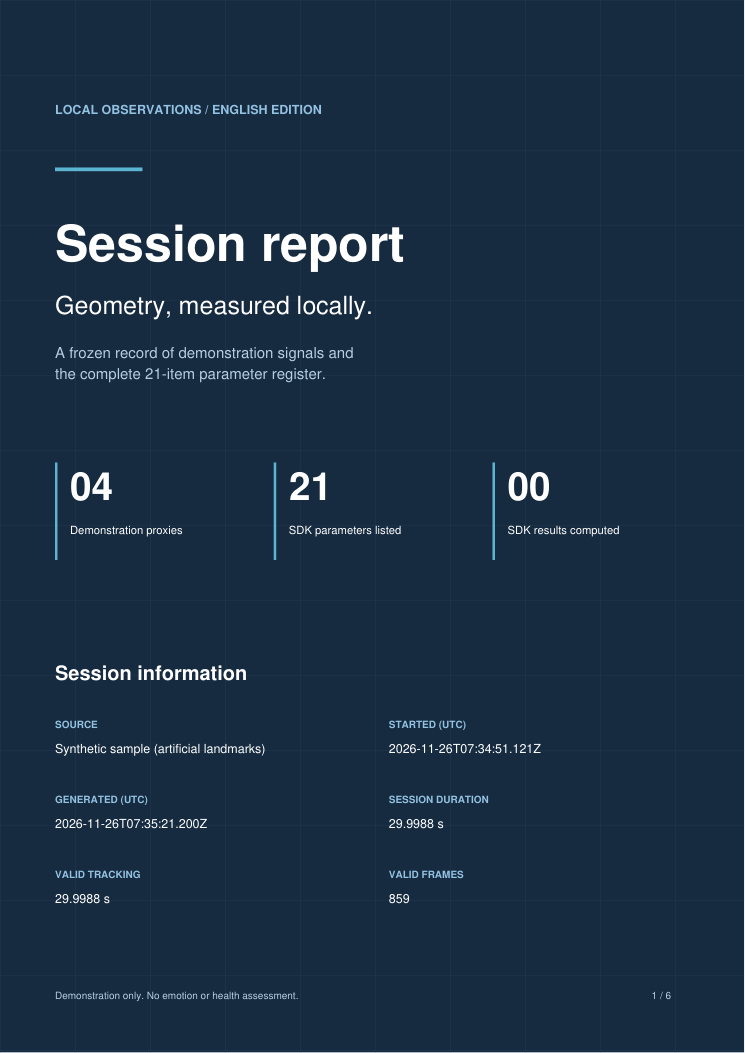 LOCAL OBSERVATIONS / ENGLISH EDITION
Session report
Geometry, measured locally.
A frozen record of demonstration signals and
the complete 21-item parameter register.
04
Demonstration proxies
21
SDK parameters listed
00
SDK results computed
Session information
SOURCE
Synthetic sample (artificial landmarks)
STARTED (UTC)
2026-11-26T07:34:51.121Z
GENERATED (UTC)
2026-11-26T07:35:21.200Z
SESSION DURATION
29.9988 s
VALID TRACKING
29.9988 s
VALID FRAMES
859
Demonstration only. No emotion or health assessment.
1 / 6